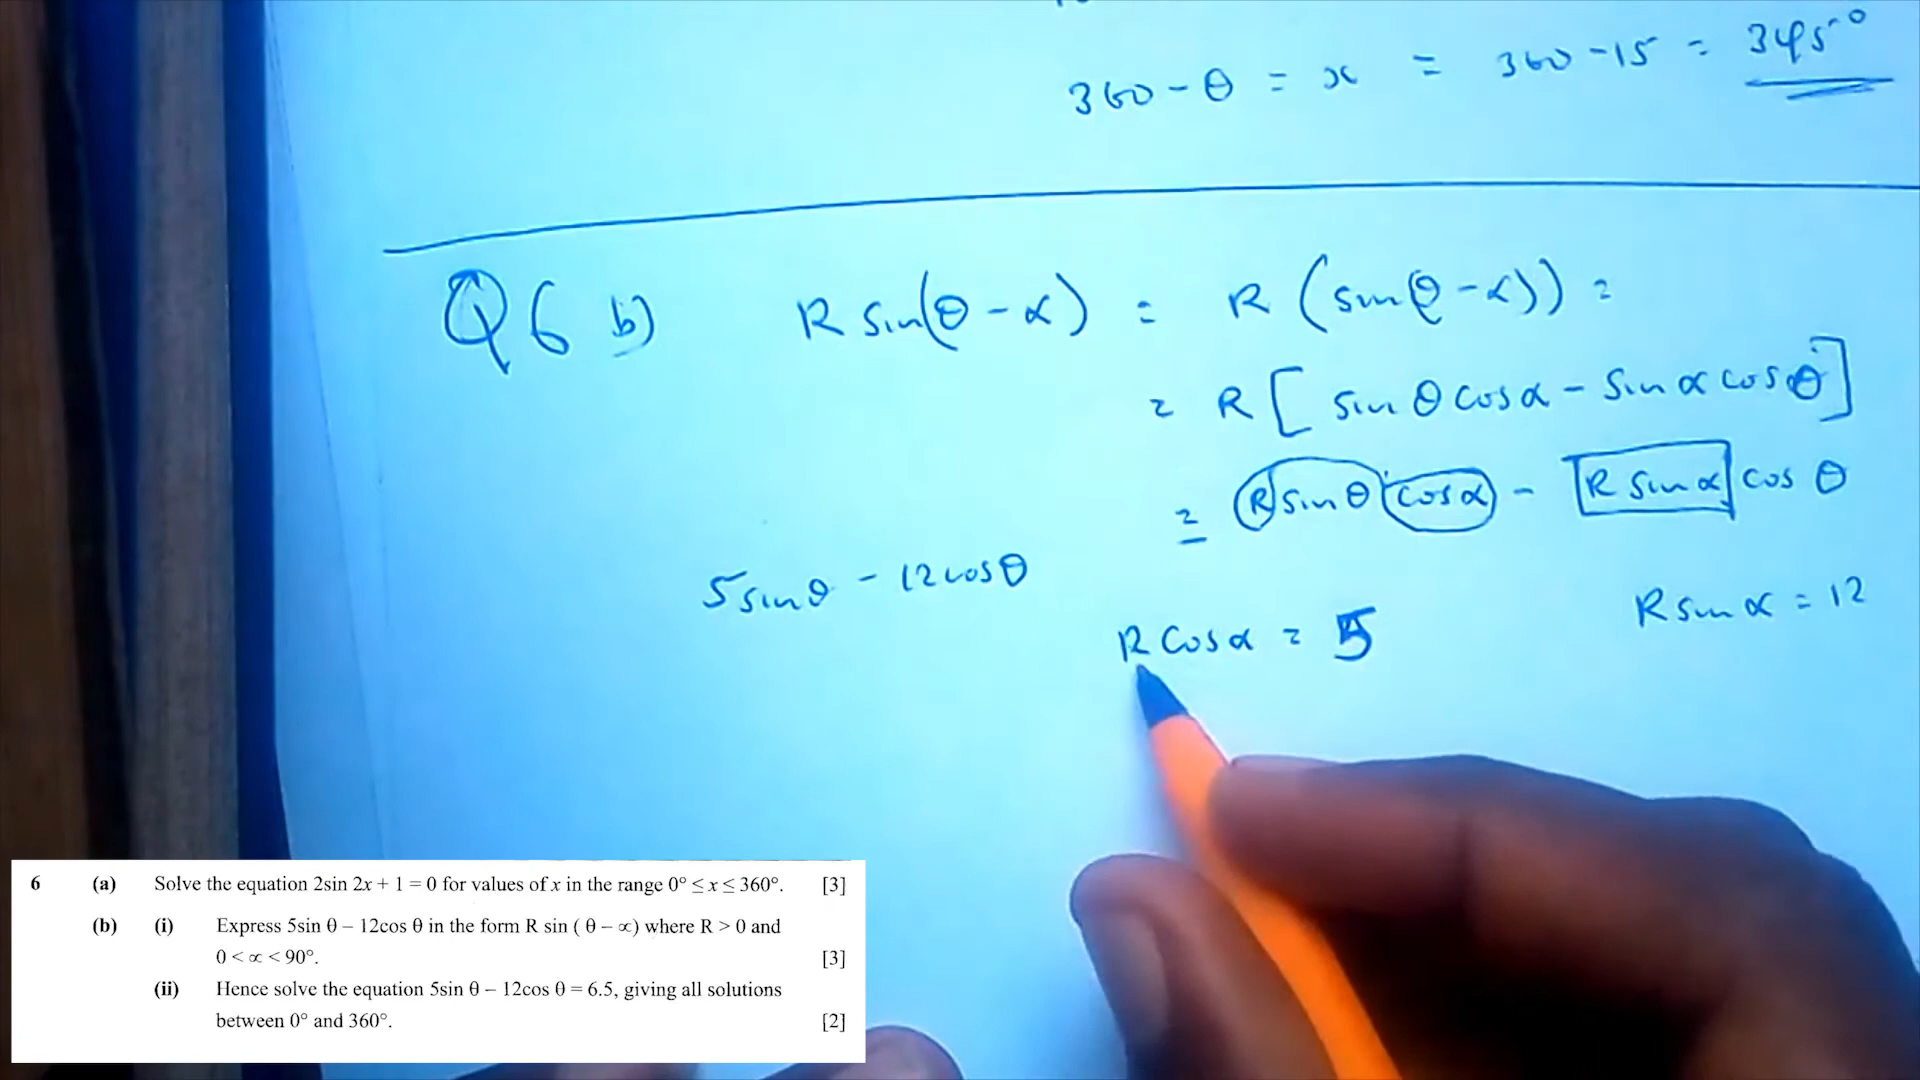 360 - θ = x = 360 - 15 = 345°
Q6 b) R sin(θ - α) = R (sin(θ - α)) =
= R [ sin θ cos α - sin α cos θ ]
= R sin θ cos α - R sin α cos θ
5 sin θ - 12 cos θ
R cos α = 5 R sin α = 12
6 (a) Solve the equation 2sin 2x + 1 = 0 for values of x in the range 0° ≤ x ≤ 360°. [3]
(b) (i) Express 5sin θ – 12cos θ in the form R sin ( θ – ∝) where R > 0 and
0 < ∝ < 90°. [3]
(ii) Hence solve the equation 5sin θ – 12cos θ = 6.5, giving all solutions
between 0° and 360°. [2]